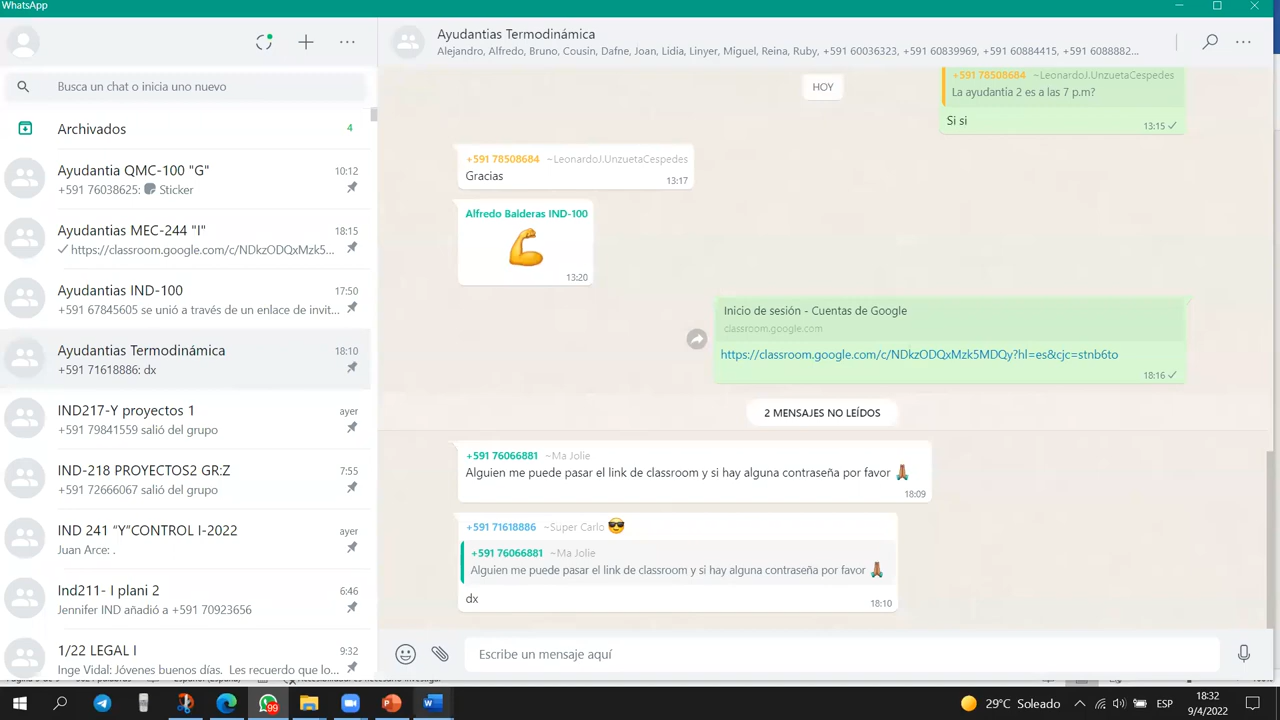 WhatsApp
Busca un chat o inicia uno nuevo
Archivados
4
Ayudantia QMC-100 "G"
10:12
+591 76038625: Sticker
Ayudantias MEC-244 "I"
18:15
https://classroom.google.com/c/NDkzODQxMzk5...
Ayudantias IND-100
17:50
+591 67845605 se unió a través de un enlace de invit...
Ayudantias Termodinámica
18:10
+591 71618886: dx
IND217-Y proyectos 1
ayer
+591 79841559 salió del grupo
IND-218 PROYECTOS2 GR:Z
7:55
+591 72666067 salió del grupo
IND 241 “Y”CONTROL I-2022
ayer
Juan Arce: .
Ind211- I plani 2
6:46
Jennifer IND añadió a +591 70923656
1/22 LEGAL I
9:32
Inge Vidal: Jóvenes buenos días. Les recuerdo que lo...
Ayudantias Termodinámica
Alejandro, Alfredo, Bruno, Cousín, Dafne, Joan, Lidia, Linyer, Miguel, Reina, Ruby, +591 60036323, +591 60839969, +591 60884415, +591 6088882...
HOY
+591 78508684 ~LeonardoJ.UnzuetaCespedes
La ayudantia 2 es a las 7 p.m?
Si si
13:15
+591 78508684 ~LeonardoJ.UnzuetaCespedes
Gracias
13:17
Alfredo Balderas IND-100
💪
13:20
Inicio de sesión - Cuentas de Google
classroom.google.com
https://classroom.google.com/c/NDkzODQxMzk5MDQy?hl=es&cjc=stnb6to
18:16
2 MENSAJES NO LEÍDOS
+591 76066881 ~Ma Jolie
Alguien me puede pasar el link de classroom y si hay alguna contraseña por favor 🙏🏽
18:09
+591 71618886 ~Super Carlo 😎
+591 76066881 ~Ma Jolie
Alguien me puede pasar el link de classroom y si hay alguna contraseña por favor 🙏🏽
dx
18:10
Escribe un mensaje aquí
99
29°C Soleado
ESP
18:32
9/4/2022